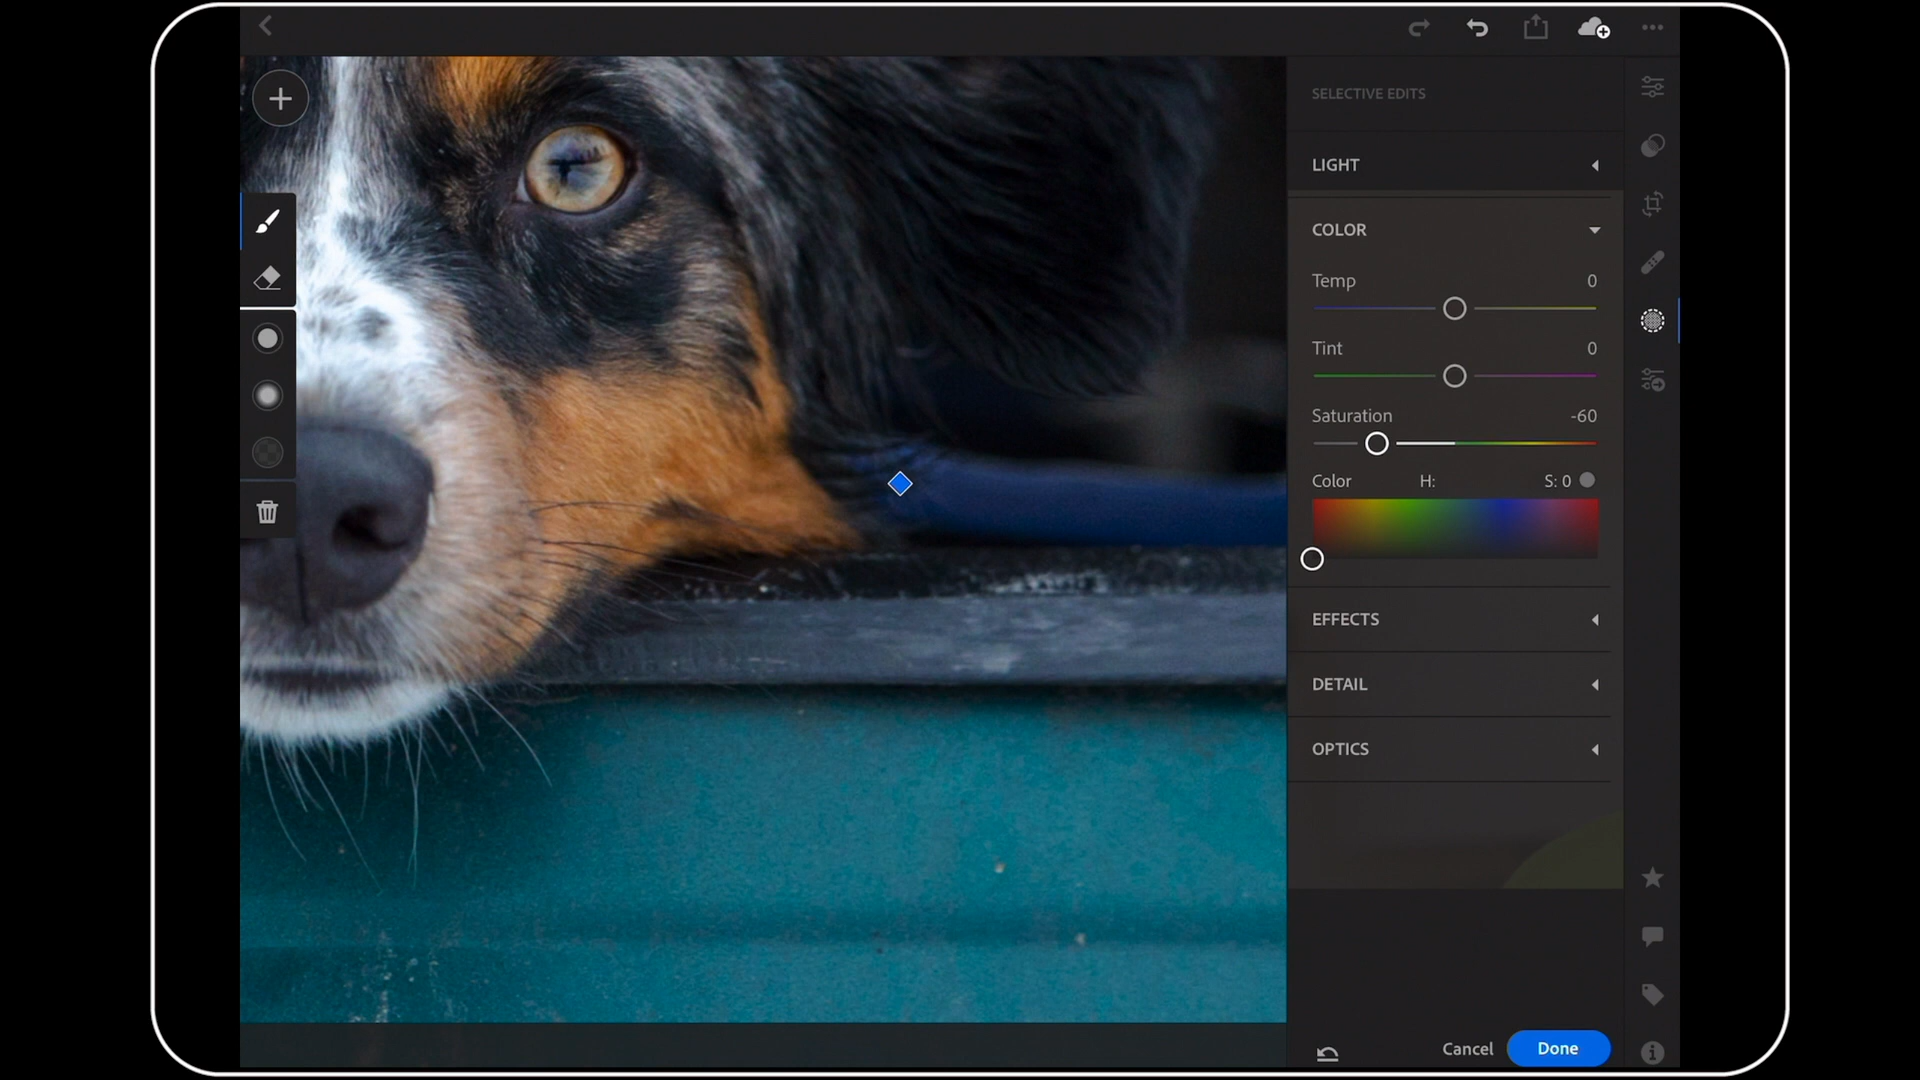 SELECTIVE EDITS
LIGHT
COLOR
Temp 0
Tint 0
Saturation -60
Color H: S: 0
EFFECTS
DETAIL
OPTICS
Cancel Done